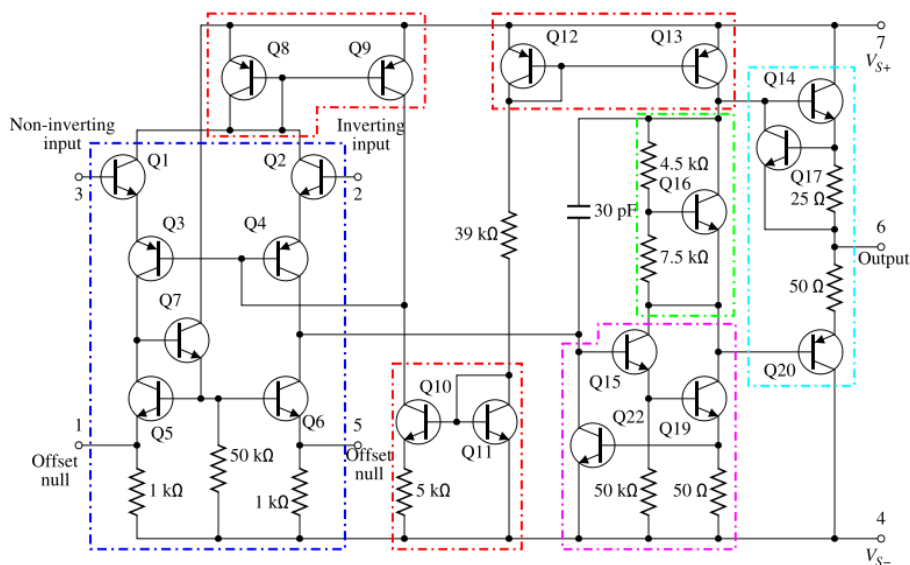 Q8
Q9
Q12
Q13
7
V_S+
Q14
Non-inverting
input
Inverting
input
Q1
Q2
3
2
4.5 kΩ
Q16
Q17
25 Ω
Q3
Q4
30 pF
39 kΩ
7.5 kΩ
6
Output
50 Ω
Q7
Q15
Q20
Q10
Q22
Q19
1
Q5
Q6
5
Offset
null
Offset
null
Q11
50 kΩ
1 kΩ
1 kΩ
5 kΩ
50 kΩ
50 Ω
4
V_S−